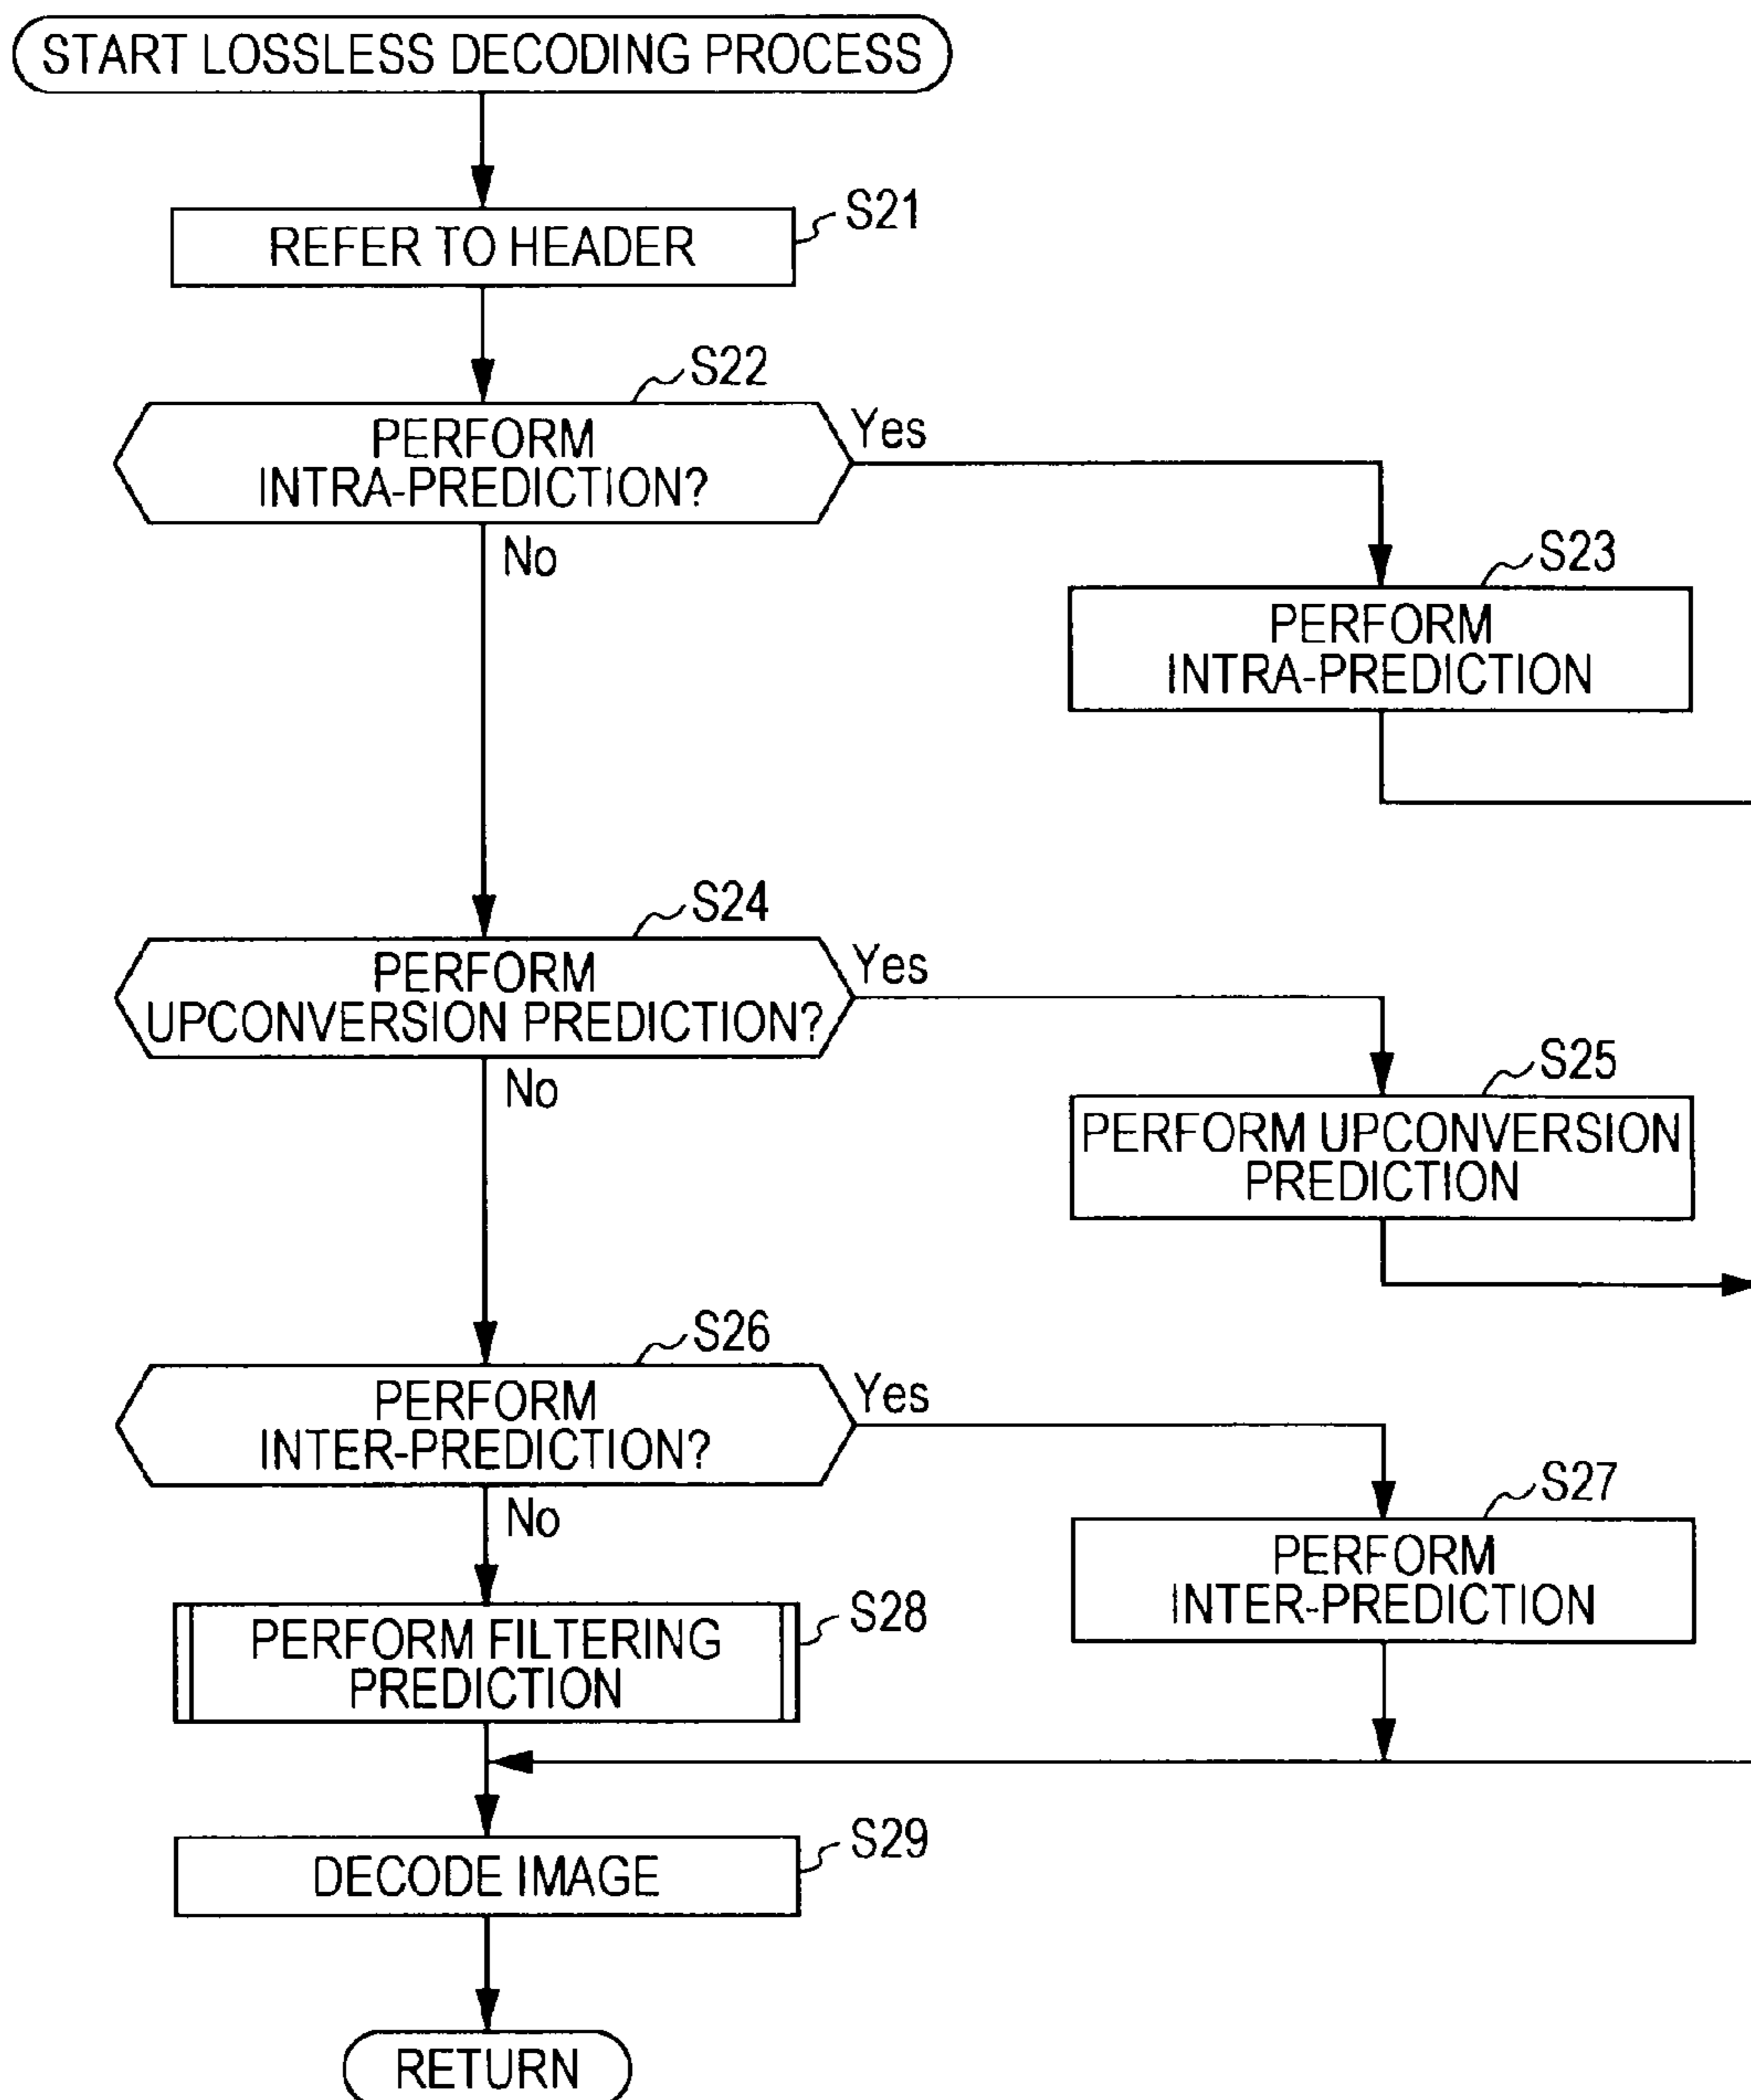 START LOSSLESS DECODING PROCESS
S21
REFER TO HEADER
S22
PERFORM
INTRA-PREDICTION?
Yes
No
S23
PERFORM
INTRA-PREDICTION
S24
PERFORM
UPCONVERSION PREDICTION?
Yes
No
S25
PERFORM UPCONVERSION
PREDICTION
S26
PERFORM
INTER-PREDICTION?
Yes
No
S27
PERFORM
INTER-PREDICTION
S28
PERFORM FILTERING
PREDICTION
S29
DECODE IMAGE
RETURN